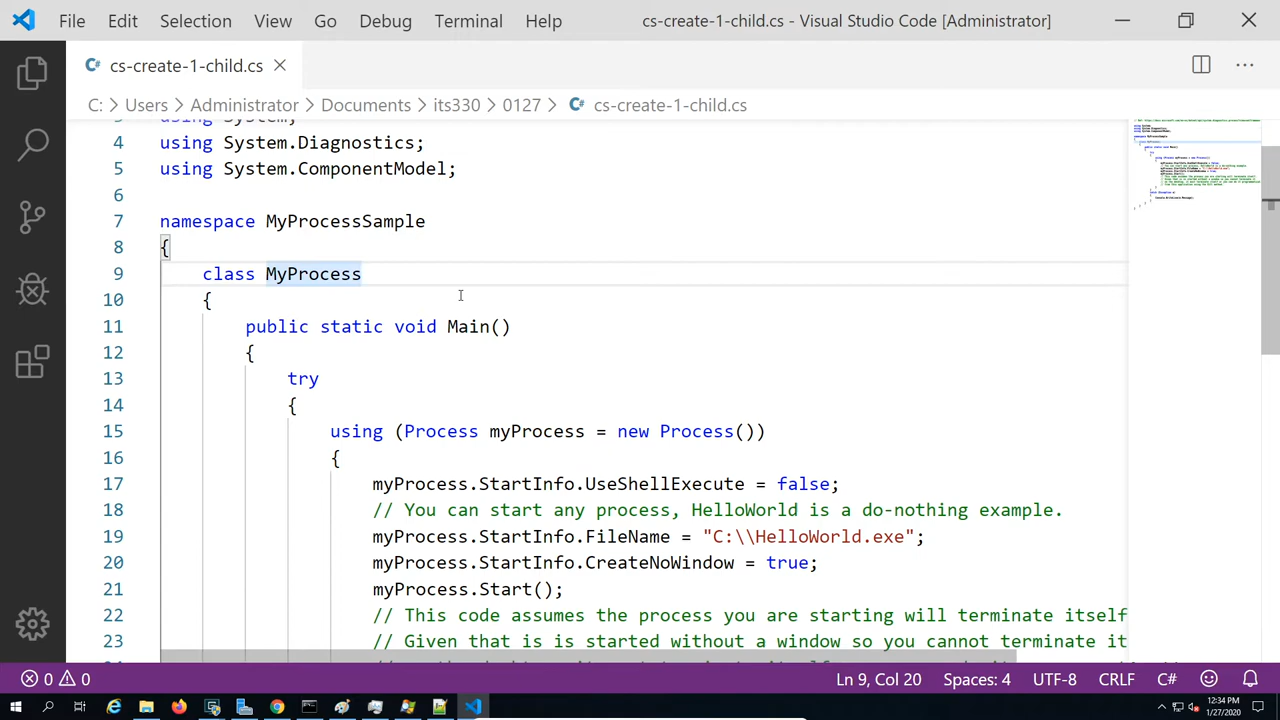 File Edit Selection View Go Debug Terminal Help cs-create-1-child.cs - Visual Studio Code [Administrator]
cs-create-1-child.cs
C: > Users > Administrator > Documents > its330 > 0127 > cs-create-1-child.cs
3 using System;
4 using System.Diagnostics;
5 using System.ComponentModel;
6
7 namespace MyProcessSample
8 {
9 class MyProcess
10 {
11 public static void Main()
12 {
13 try
14 {
15 using (Process myProcess = new Process())
16 {
17 myProcess.StartInfo.UseShellExecute = false;
18 // You can start any process, HelloWorld is a do-nothing example.
19 myProcess.StartInfo.FileName = "C:\\HelloWorld.exe";
20 myProcess.StartInfo.CreateNoWindow = true;
21 myProcess.Start();
22 // This code assumes the process you are starting will terminate itself
23 // Given that is is started without a window so you cannot terminate it
0 0 Ln 9, Col 20 Spaces: 4 UTF-8 CRLF C#
12:34 PM
1/27/2020